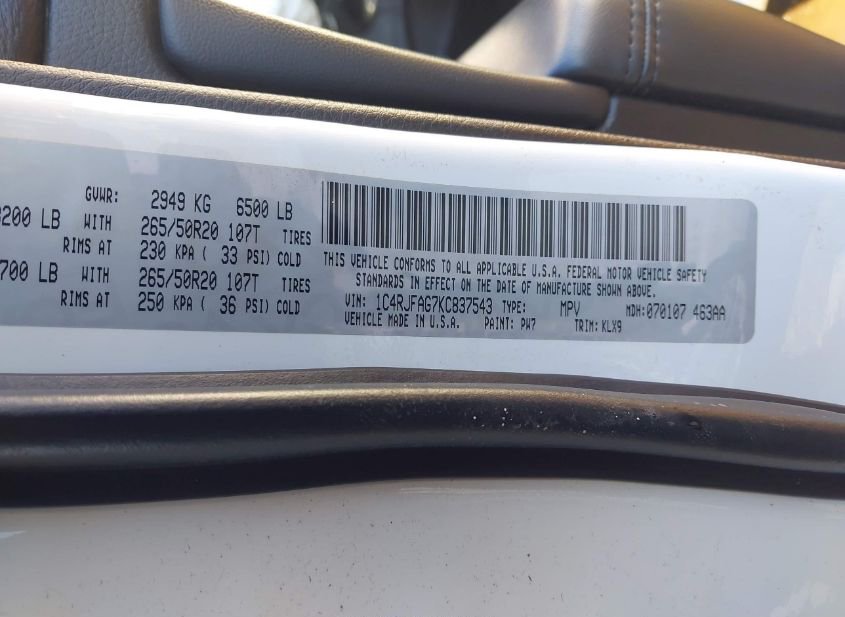 GVWR: 2949 KG 6500 LB
200 LB WITH 265/50R20 107T TIRES
RIMS AT 230 KPA ( 33 PSI) COLD
700 LB WITH 265/50R20 107T TIRES
RIMS AT 250 KPA ( 36 PSI) COLD
THIS VEHICLE CONFORMS TO ALL APPLICABLE U.S.A. FEDERAL MOTOR VEHICLE SAFETY
STANDARDS IN EFFECT ON THE DATE OF MANUFACTURE SHOWN ABOVE.
VIN: 1C4RJFAG7KC837543 TYPE: MPV MDH:070107 463AA
VEHICLE MADE IN U.S.A. PAINT: PW7 TRIM: KLX9